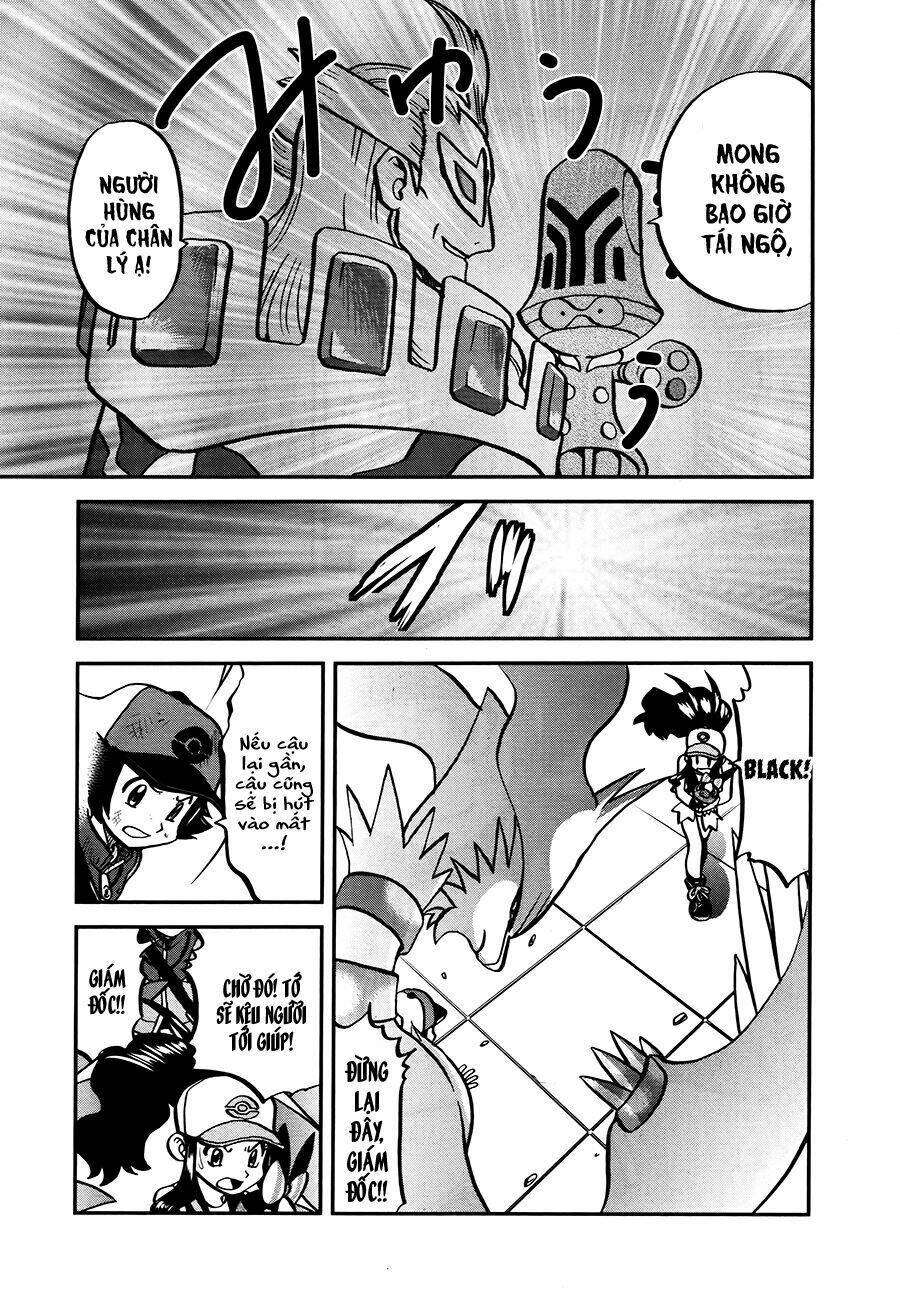 MONG
KHÔNG
BAO GIỜ
TÁI NGỘ,
みゅうう
NGƯỜI
HÙNG
CỦA CHÂN
LÝ Ạ!
BLACK!
ĐỪNG
LẠI
ĐÂY,
GIÁM
ĐỐC!!
Nếu cậu
lại gần,
cậu cũng
sẽ bị hút
vào mất
...!
CHỜ ĐÓ! TỚ
SẼ KÊU NGƯỜI
TỚI GIÚP!
GIÁM
ĐỐC!!